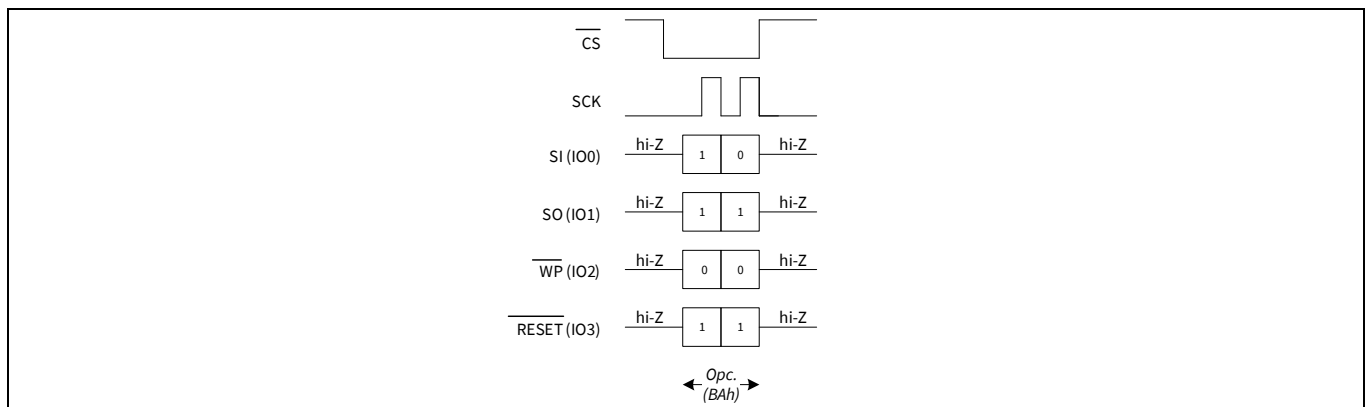 CS
SCK
SI (IO0) hi-Z 1 0 hi-Z
SO (IO1) hi-Z 1 1 hi-Z
WP (IO2) hi-Z 0 0 hi-Z
RESET (IO3) hi-Z 1 1 hi-Z
Opc.
(BAh)